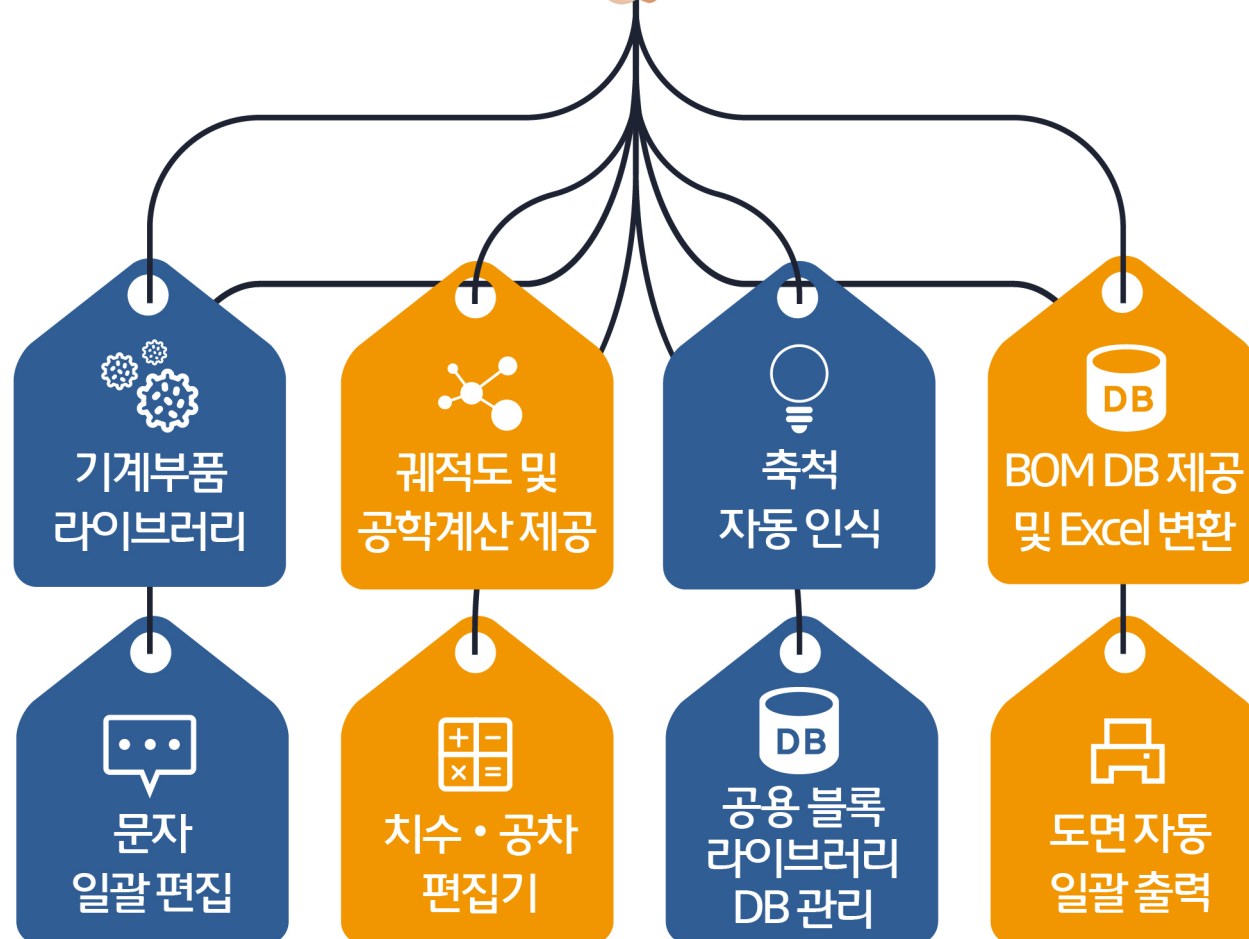 기계부품
라이브러리
궤적도 및
공학계산 제공
축척
자동 인식
DB
BOM DB 제공
및 Excel 변환
문자
일괄 편집
+ −
× =
치수・공차
편집기
DB
공용 블록
라이브러리
DB 관리
도면 자동
일괄 출력